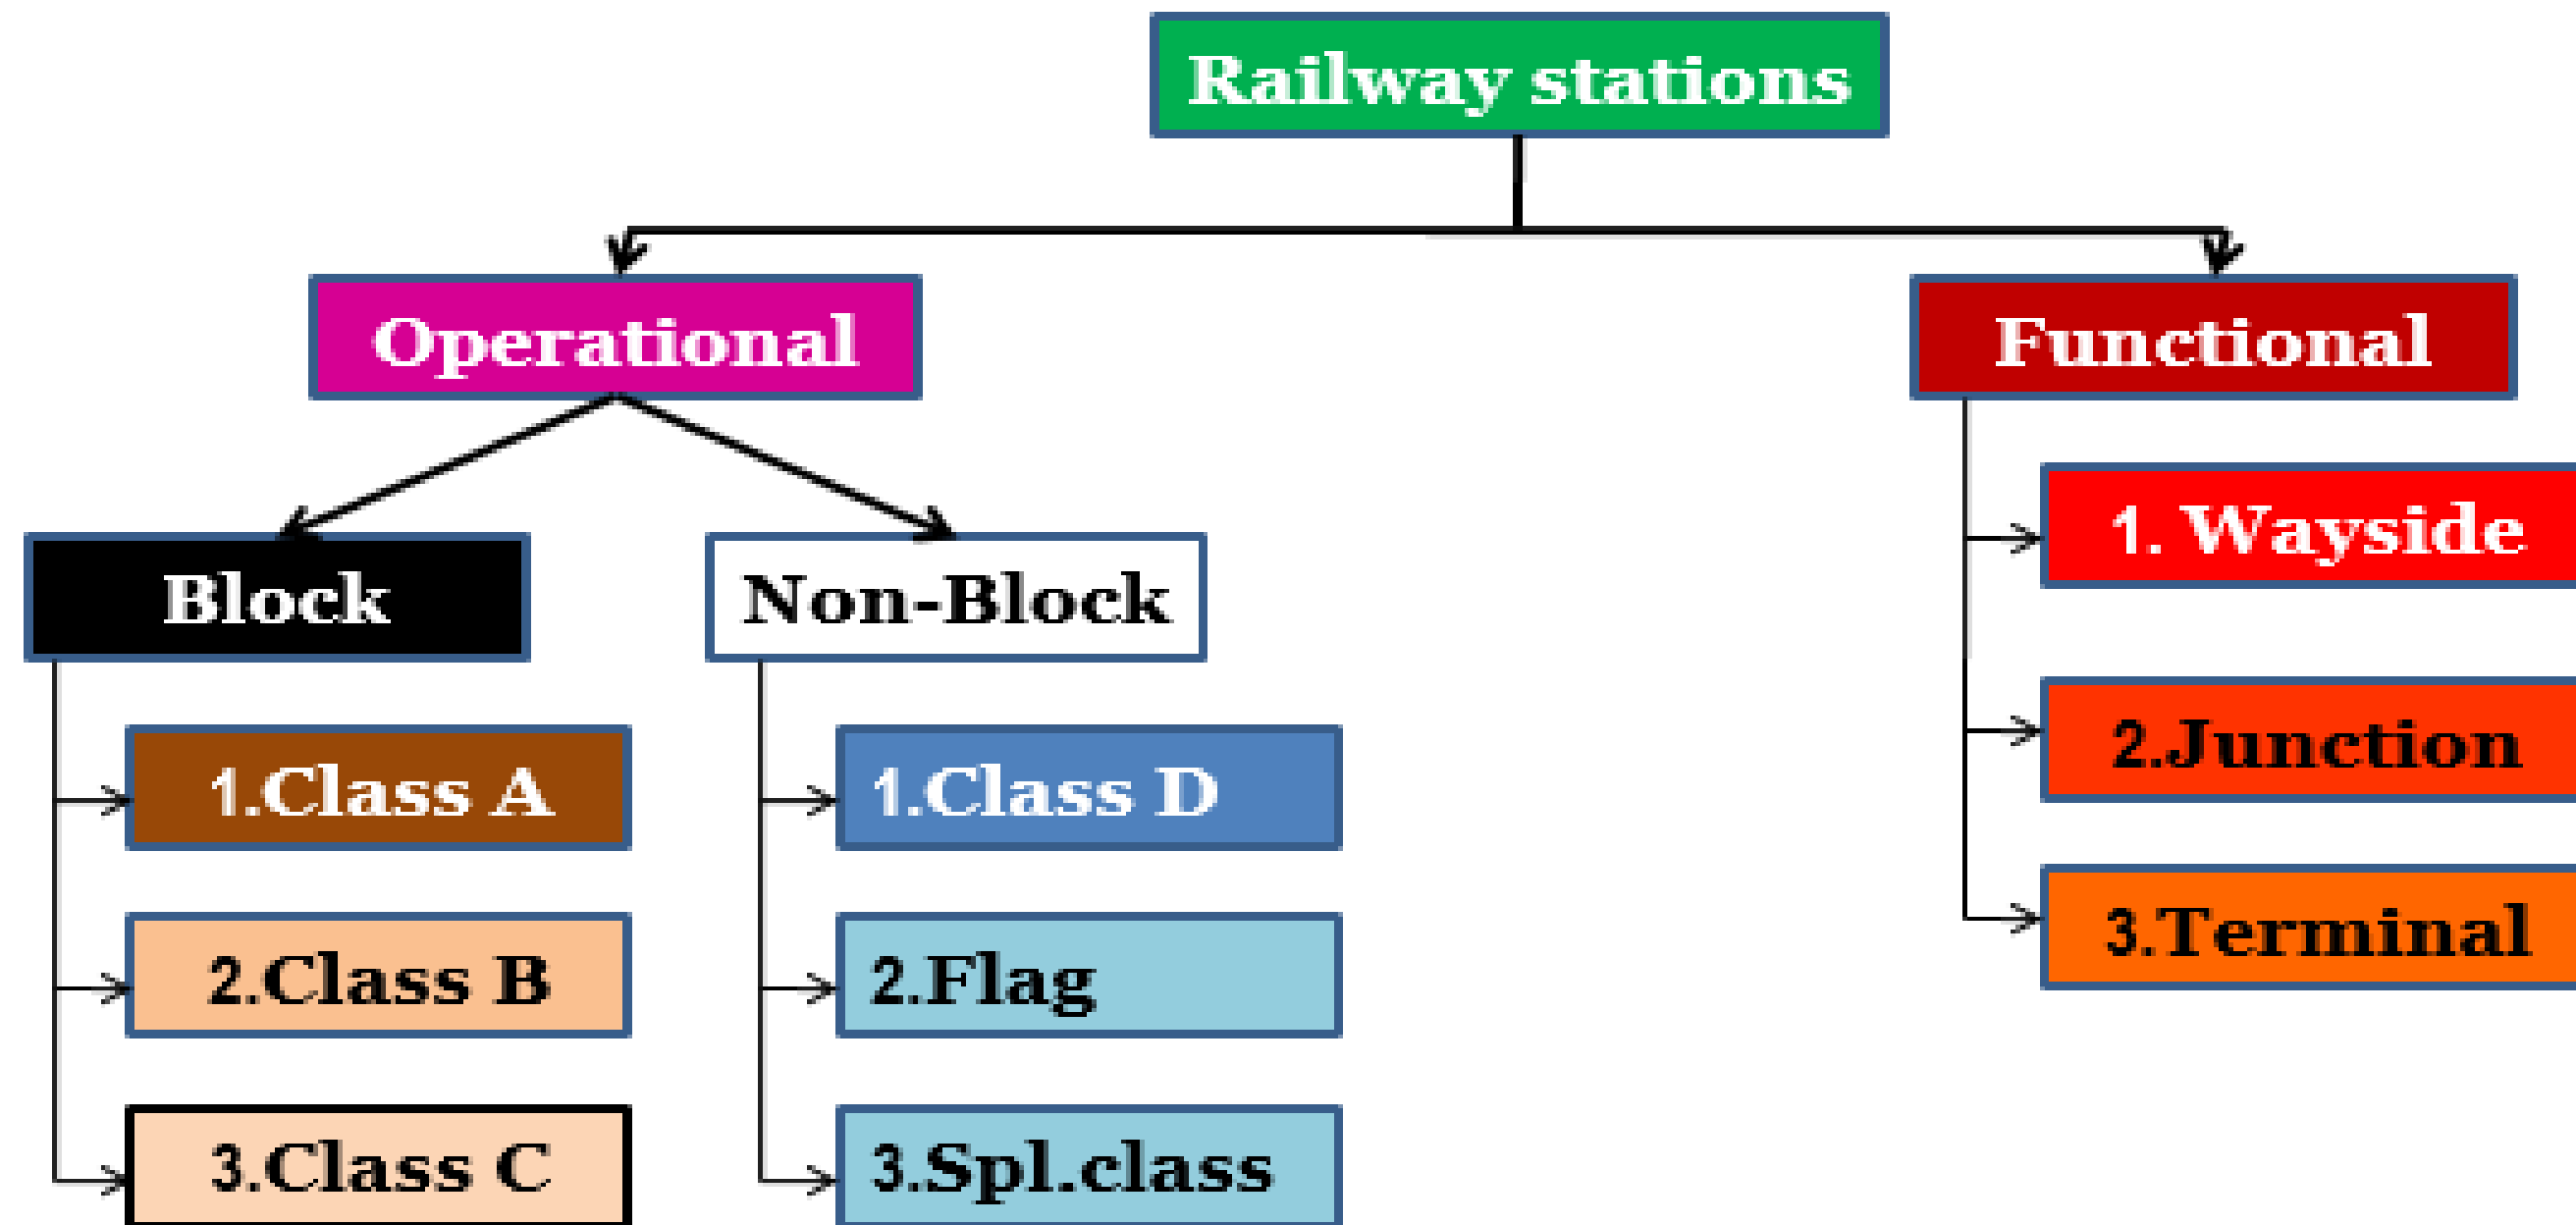 Railway stations
Operational
Functional
Block
Non-Block
1.Class A
2.Class B
3.Class C
1.Class D
2.Flag
3.Spl.class
1. Wayside
2.Junction
3.Terminal